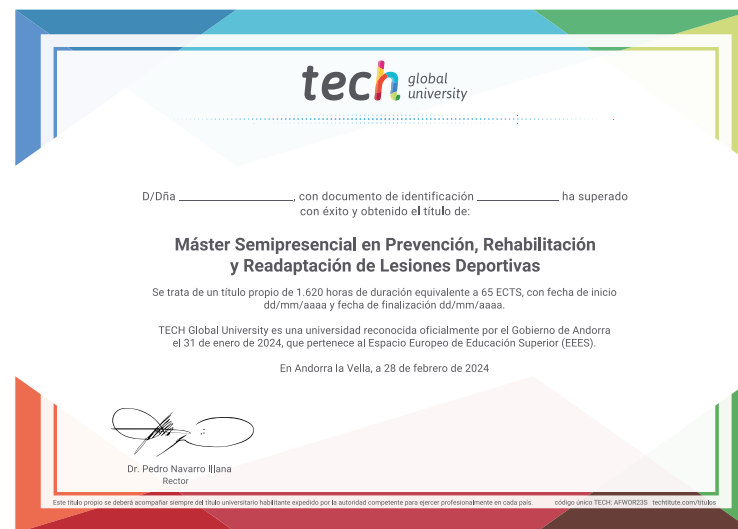 tech global
university
D/Dña ______________, con documento de identificación ______________ ha superado
con éxito y obtenido el título de:
Máster Semipresencial en Prevención, Rehabilitación
y Readaptación de Lesiones Deportivas
Se trata de un título propio de 1.620 horas de duración equivalente a 65 ECTS, con fecha de inicio
dd/mm/aaaa y fecha de finalización dd/mm/aaaa.
TECH Global University es una universidad reconocida oficialmente por el Gobierno de Andorra
el 31 de enero de 2024, que pertenece al Espacio Europeo de Educación Superior (EEES).
En Andorra la Vella, a 28 de febrero de 2024
Dr. Pedro Navarro Illana
Rector
Este título propio se deberá acompañar siempre del título universitario habilitante expedido por la autoridad competente para ejercer profesionalmente en cada país. código único TECH: AFWOR23S techtitute.com/titulos